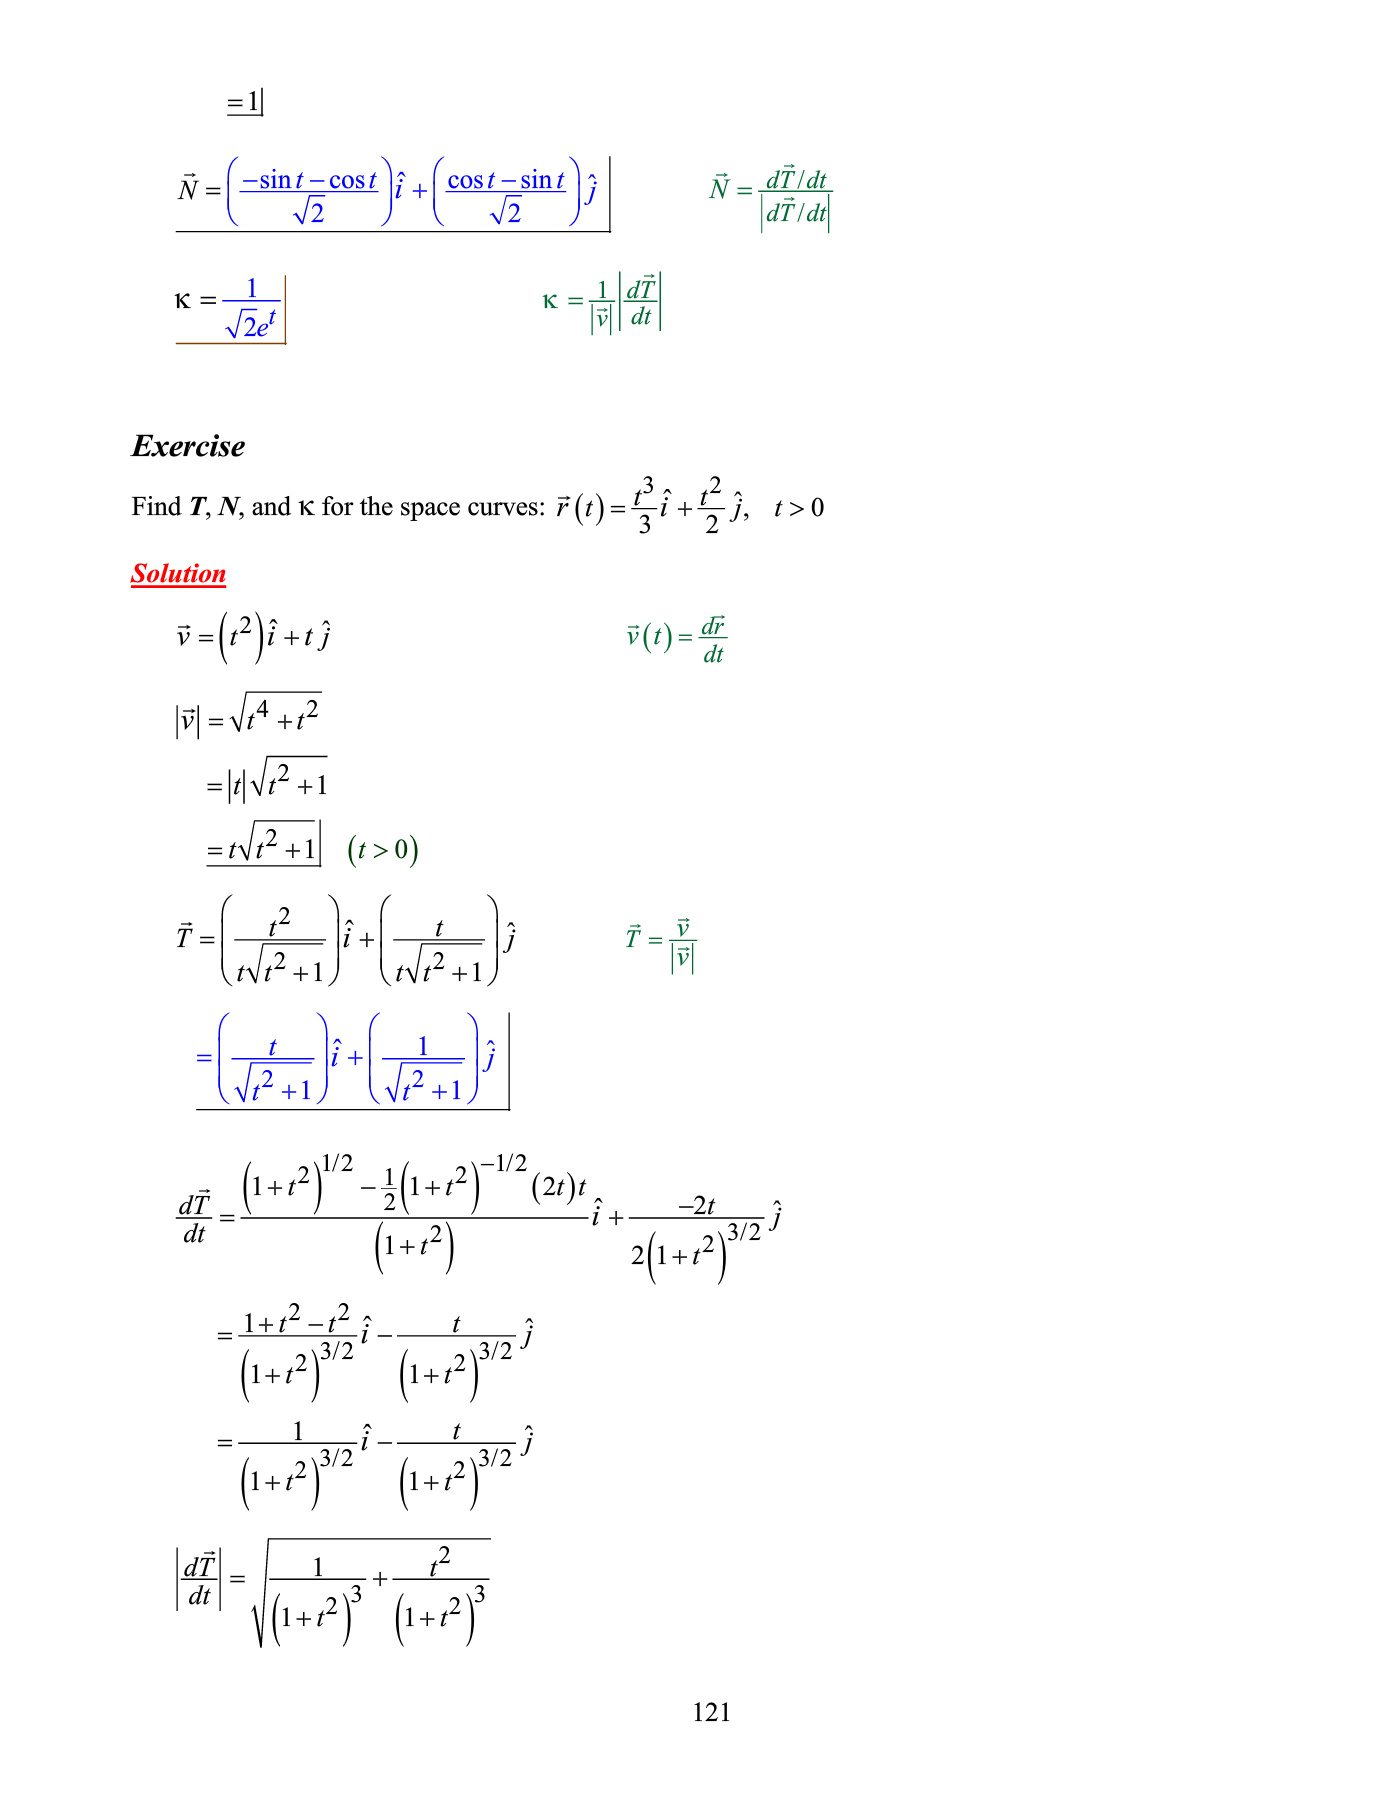 = 1|
$\vec{N} = \left(\frac{-\sin t - \cos t}{\sqrt{2}}\right)\hat{i} + \left(\frac{\cos t - \sin t}{\sqrt{2}}\right)\hat{j}$ $\vec{N} = \frac{d\vec{T}/dt}{|d\vec{T}/dt|}$
$\kappa = \frac{1}{\sqrt{2}e^t}$ $\kappa = \frac{1}{|\vec{v}|}\left|\frac{d\vec{T}}{dt}\right|$
Exercise
Find T, N, and κ for the space curves: $\vec{r}(t) = \frac{t^3}{3}\hat{i} + \frac{t^2}{2}\hat{j}, \quad t > 0$
Solution
$\vec{v} = (t^2)\hat{i} + t\hat{j}$ $\vec{v}(t) = \frac{d\vec{r}}{dt}$
$|\vec{v}| = \sqrt{t^4 + t^2}$
$= |t|\sqrt{t^2 + 1}$
$= t\sqrt{t^2 + 1}$ $(t > 0)$
$\vec{T} = \left(\frac{t^2}{t\sqrt{t^2 + 1}}\right)\hat{i} + \left(\frac{t}{t\sqrt{t^2 + 1}}\right)\hat{j}$ $\vec{T} = \frac{\vec{v}}{|\vec{v}|}$
$= \left(\frac{t}{\sqrt{t^2 + 1}}\right)\hat{i} + \left(\frac{1}{\sqrt{t^2 + 1}}\right)\hat{j}$
$\frac{d\vec{T}}{dt} = \frac{(1 + t^2)^{1/2} - \frac{1}{2}(1 + t^2)^{-1/2}(2t)t}{(1 + t^2)}\hat{i} + \frac{-2t}{2(1 + t^2)^{3/2}}\hat{j}$
$= \frac{1 + t^2 - t^2}{(1 + t^2)^{3/2}}\hat{i} - \frac{t}{(1 + t^2)^{3/2}}\hat{j}$
$= \frac{1}{(1 + t^2)^{3/2}}\hat{i} - \frac{t}{(1 + t^2)^{3/2}}\hat{j}$
$\left|\frac{d\vec{T}}{dt}\right| = \sqrt{\frac{1}{(1 + t^2)^3} + \frac{t^2}{(1 + t^2)^3}}$
121